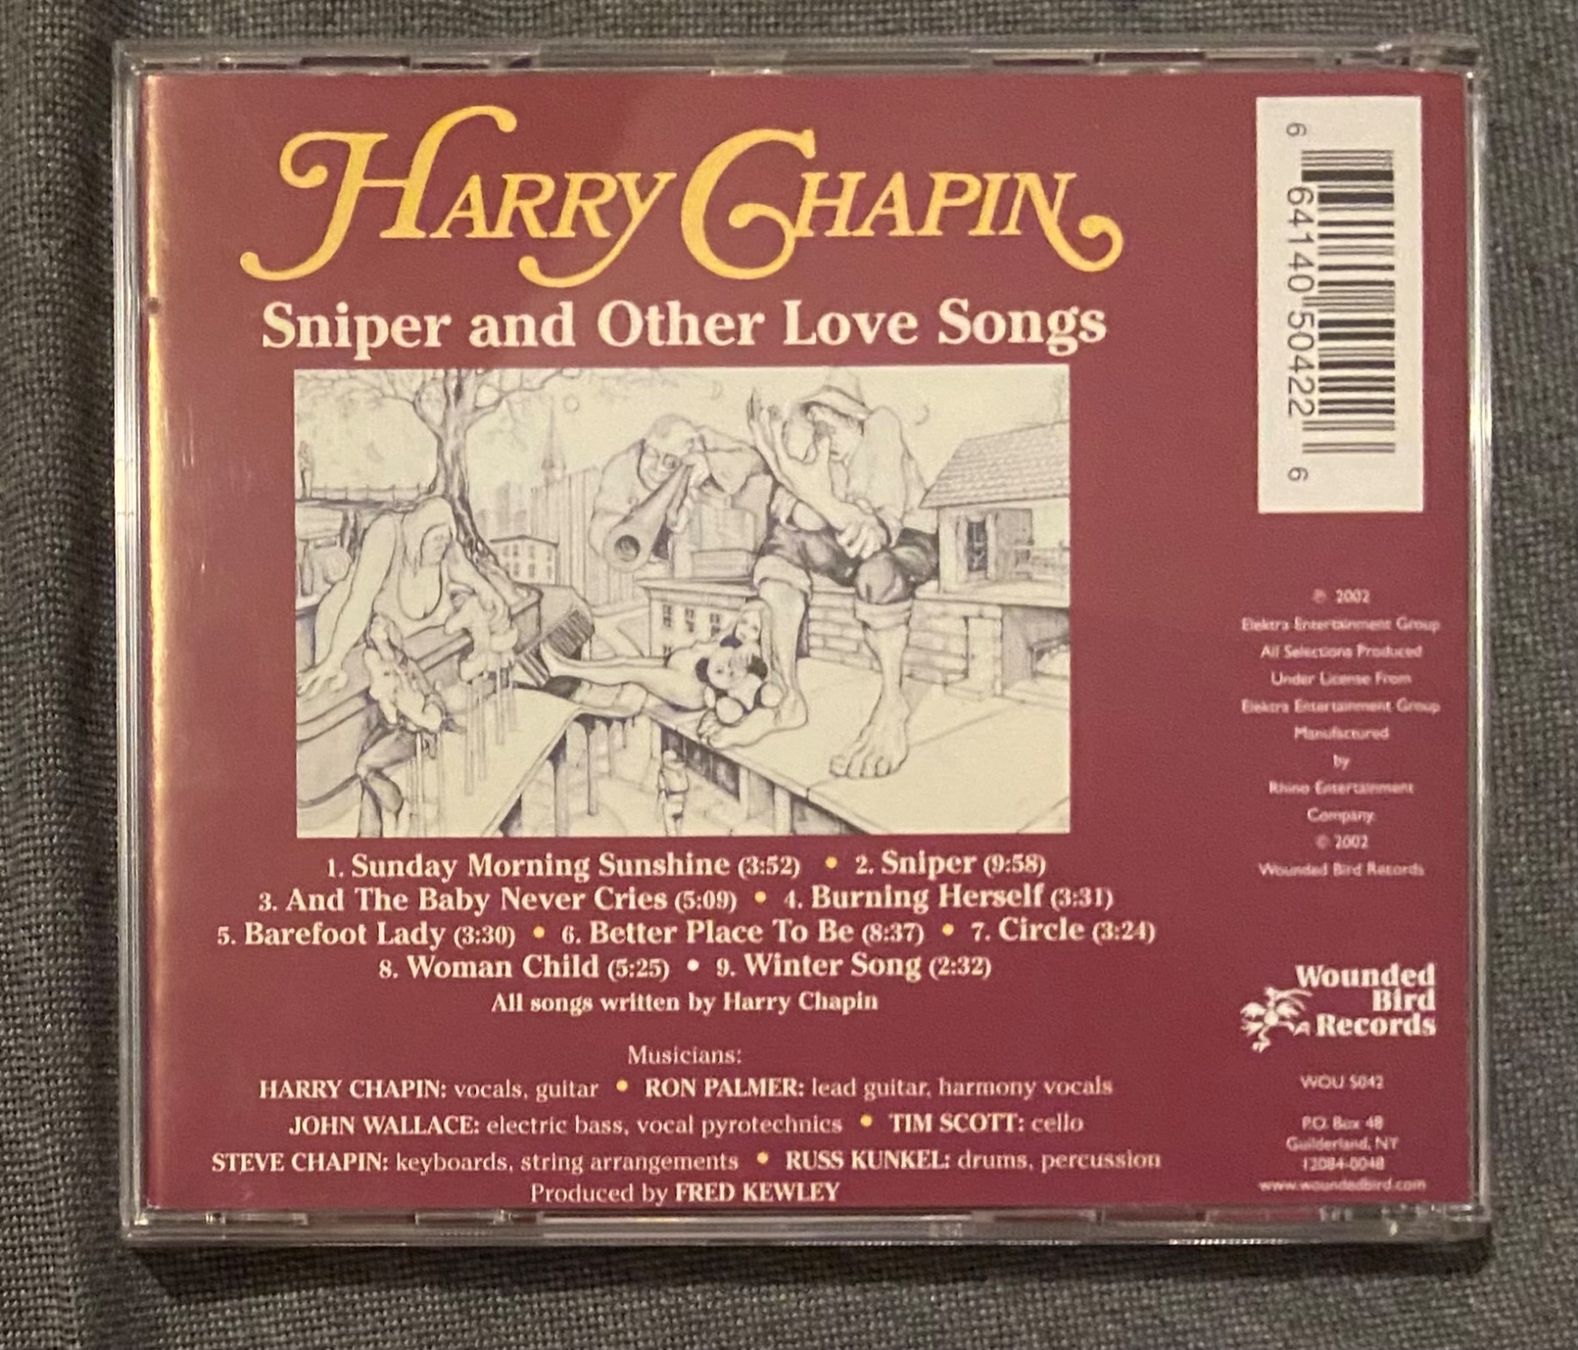 HARRY CHAPIN
Sniper and Other Love Songs
1. Sunday Morning Sunshine (3:52) • 2. Sniper (9:58)
3. And The Baby Never Cries (5:09) • 4. Burning Herself (3:31)
5. Barefoot Lady (3:30) • 6. Better Place To Be (8:37) • 7. Circle (3:24)
8. Woman Child (5:25) • 9. Winter Song (2:32)
All songs written by Harry Chapin
Musicians:
HARRY CHAPIN: vocals, guitar • RON PALMER: lead guitar, harmony vocals
JOHN WALLACE: electric bass, vocal pyrotechnics • TIM SCOTT: cello
STEVE CHAPIN: keyboards, string arrangements • RUSS KUNKEL: drums, percussion
Produced by FRED KEWLEY
6 64140 50422 6
℗ 2002
Elektra Entertainment Group
All Selections Produced
Under License From
Elektra Entertainment Group
Manufactured
by
Rhino Entertainment
Company.
© 2002
Wounded Bird Records
Wounded
Bird
Records
WOU 5042
P.O. Box 48
Guilderland, NY
12084-0048
www.woundedbird.com